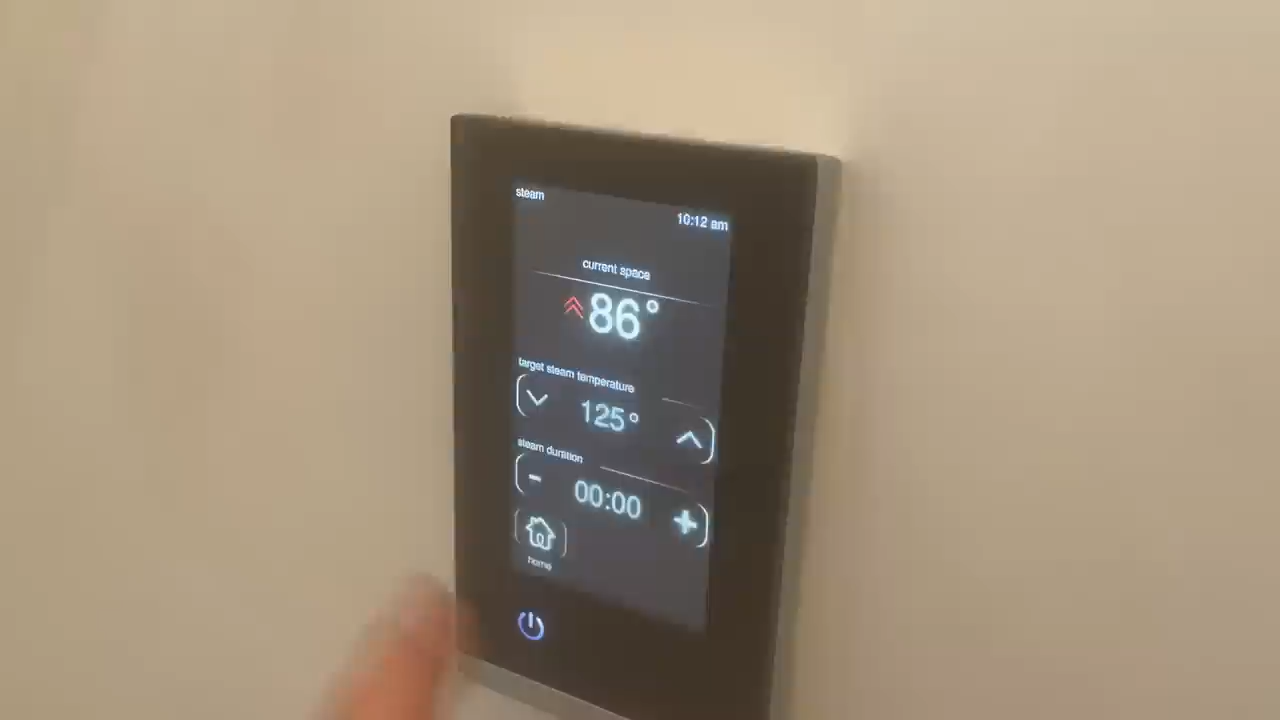 steam
10:12 am
current space
86°
target steam temperature
125°
steam duration
- 00:00 +
home